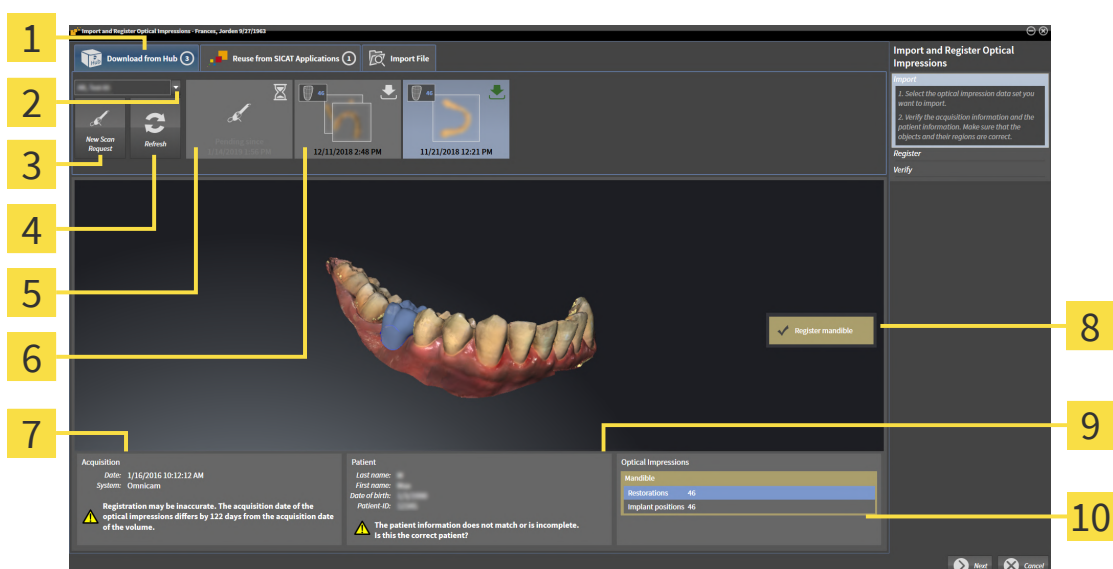 1
2
3
4
5
6
7
8
9
10
Import and Register Optical Impressions - Frances, Jorden 9/27/1963
Download from Hub 3
Reuse from SICAT Applications 1
Import File
New Scan
Request
Refresh
Pending since
46
12/11/2018 2:48 PM
46
11/21/2018 12:21 PM
Register mandible
Acquisition
Date: 1/16/2016 10:12:12 AM
System: Omnicam
Registration may be inaccurate. The acquisition date of the
optical impressions differs by 122 days from the acquisition date
of the volume.
Patient
Last name:
First name:
Date of birth:
Patient-ID:
The patient information does not match or is incomplete.
Is this the correct patient?
Optical Impressions
Mandible
Restorations 46
Implant positions 46
Import and Register Optical
Impressions
Import
1. Select the optical impression data set you
want to import.
2. Verify the acquisition information and the
patient information. Make sure that the
objects and their regions are correct.
Register
Verify
Next
Cancel